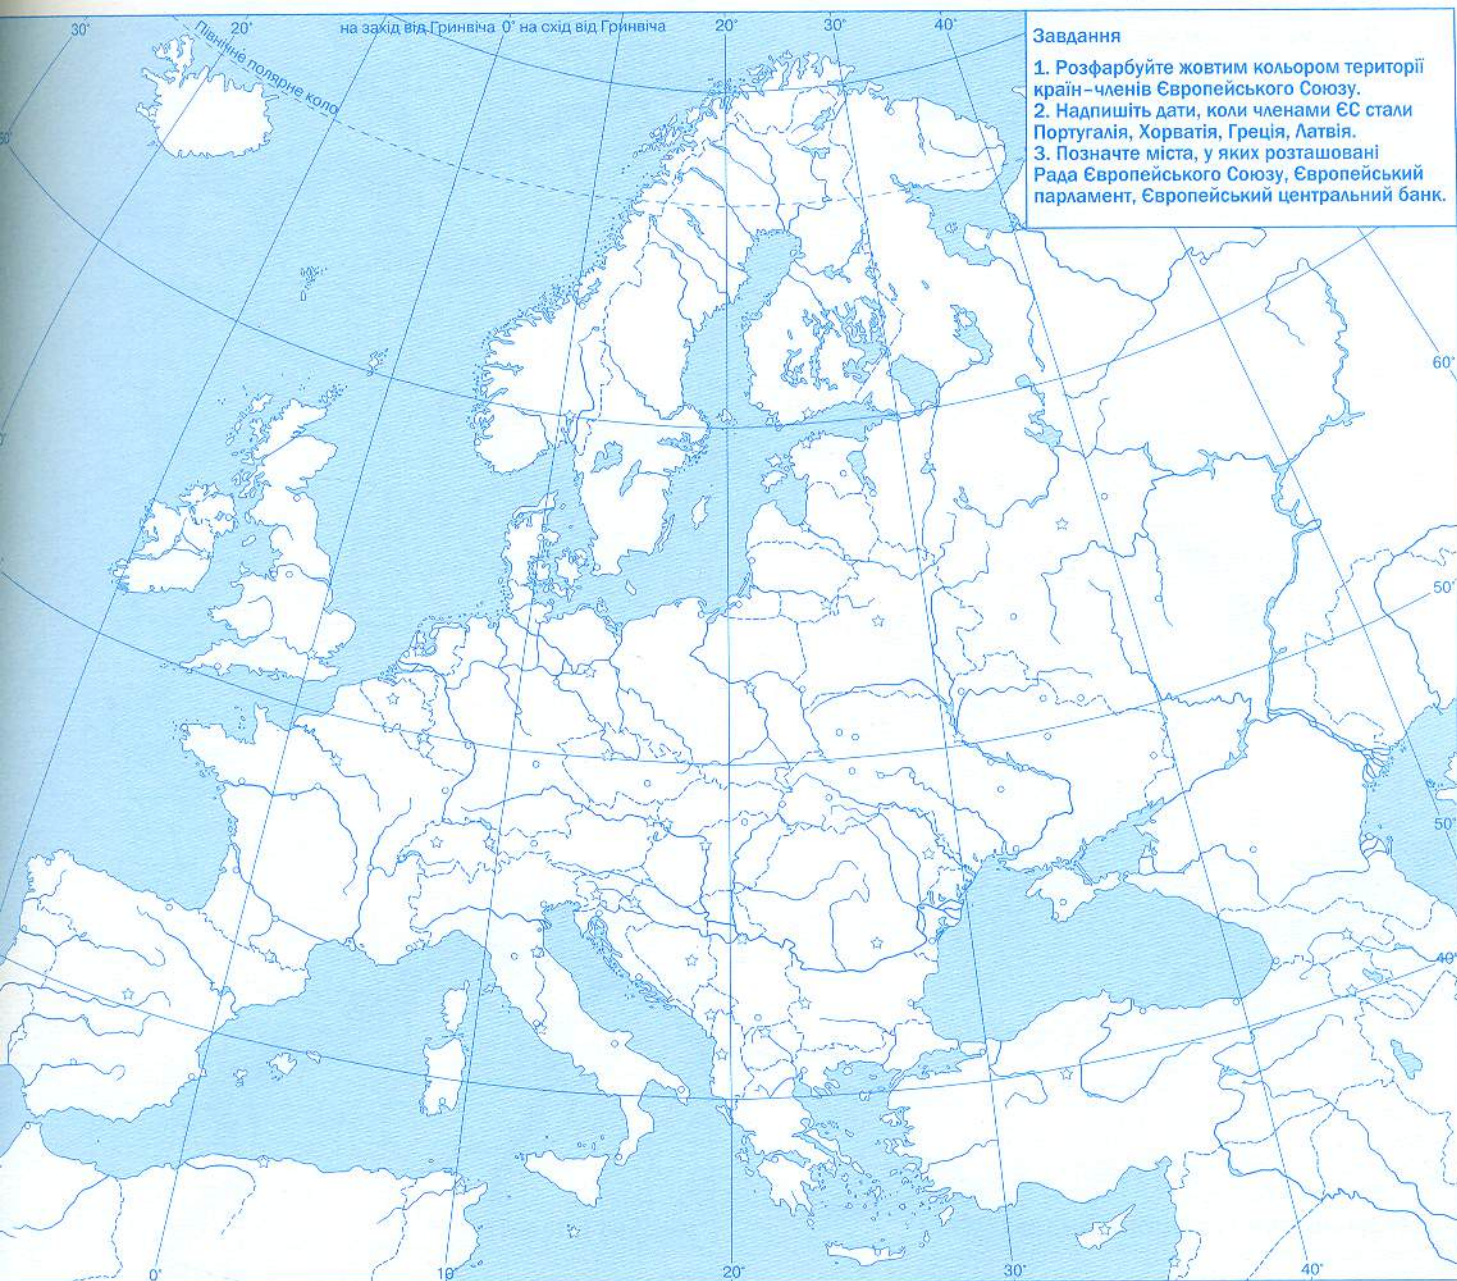 30°
20°
на захід від Гринвіча 0° на схід від Гринвіча
20°
30°
40°
Північне полярне коло
Завдання
1. Розфарбуйте жовтим кольором території
країн–членів Європейського Союзу.
2. Надпишіть дати, коли членами ЄС стали
Португалія, Хорватія, Греція, Латвія.
3. Позначте міста, у яких розташовані
Рада Європейського Союзу, Європейський
парламент, Європейський центральний банк.
60°
50°
50°
40°
0°
10°
20°
30°
40°